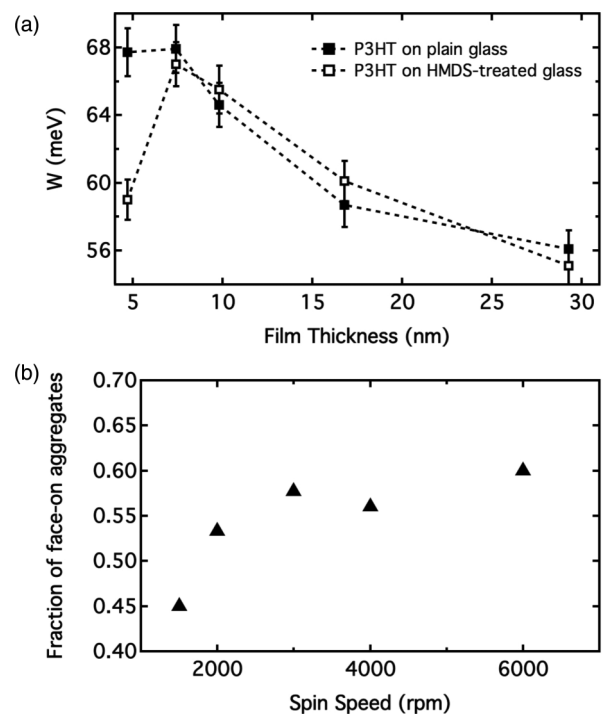 (a)
68
64
60
56
W (meV)
P3HT on plain glass
P3HT on HMDS-treated glass
5 10 15 20 25 30
Film Thickness (nm)
(b)
0.70
0.65
0.60
0.55
0.50
0.45
0.40
Fraction of face-on aggregates
2000 4000 6000
Spin Speed (rpm)